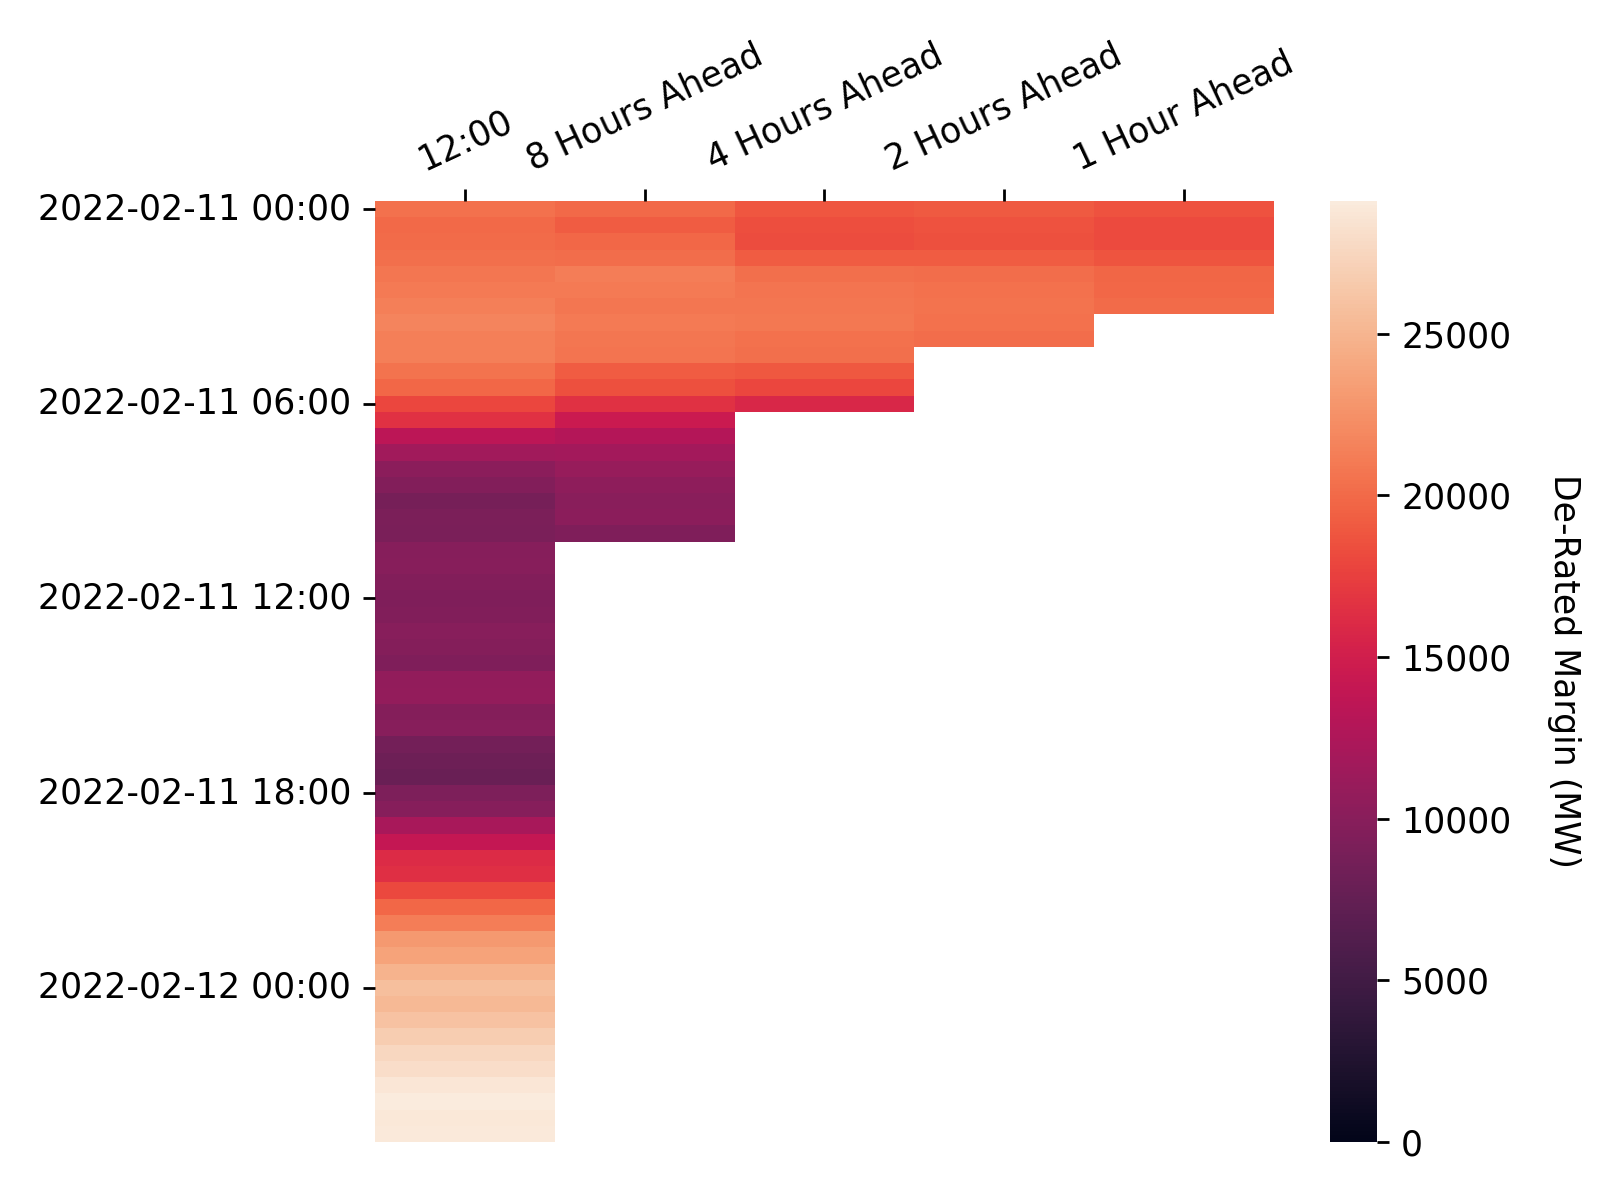 12:00
8 Hours Ahead
4 Hours Ahead
2 Hours Ahead
1 Hour Ahead
2022-02-11 00:00
2022-02-11 06:00
2022-02-11 12:00
2022-02-11 18:00
2022-02-12 00:00
25000
20000
15000
10000
5000
0
De-Rated Margin (MW)